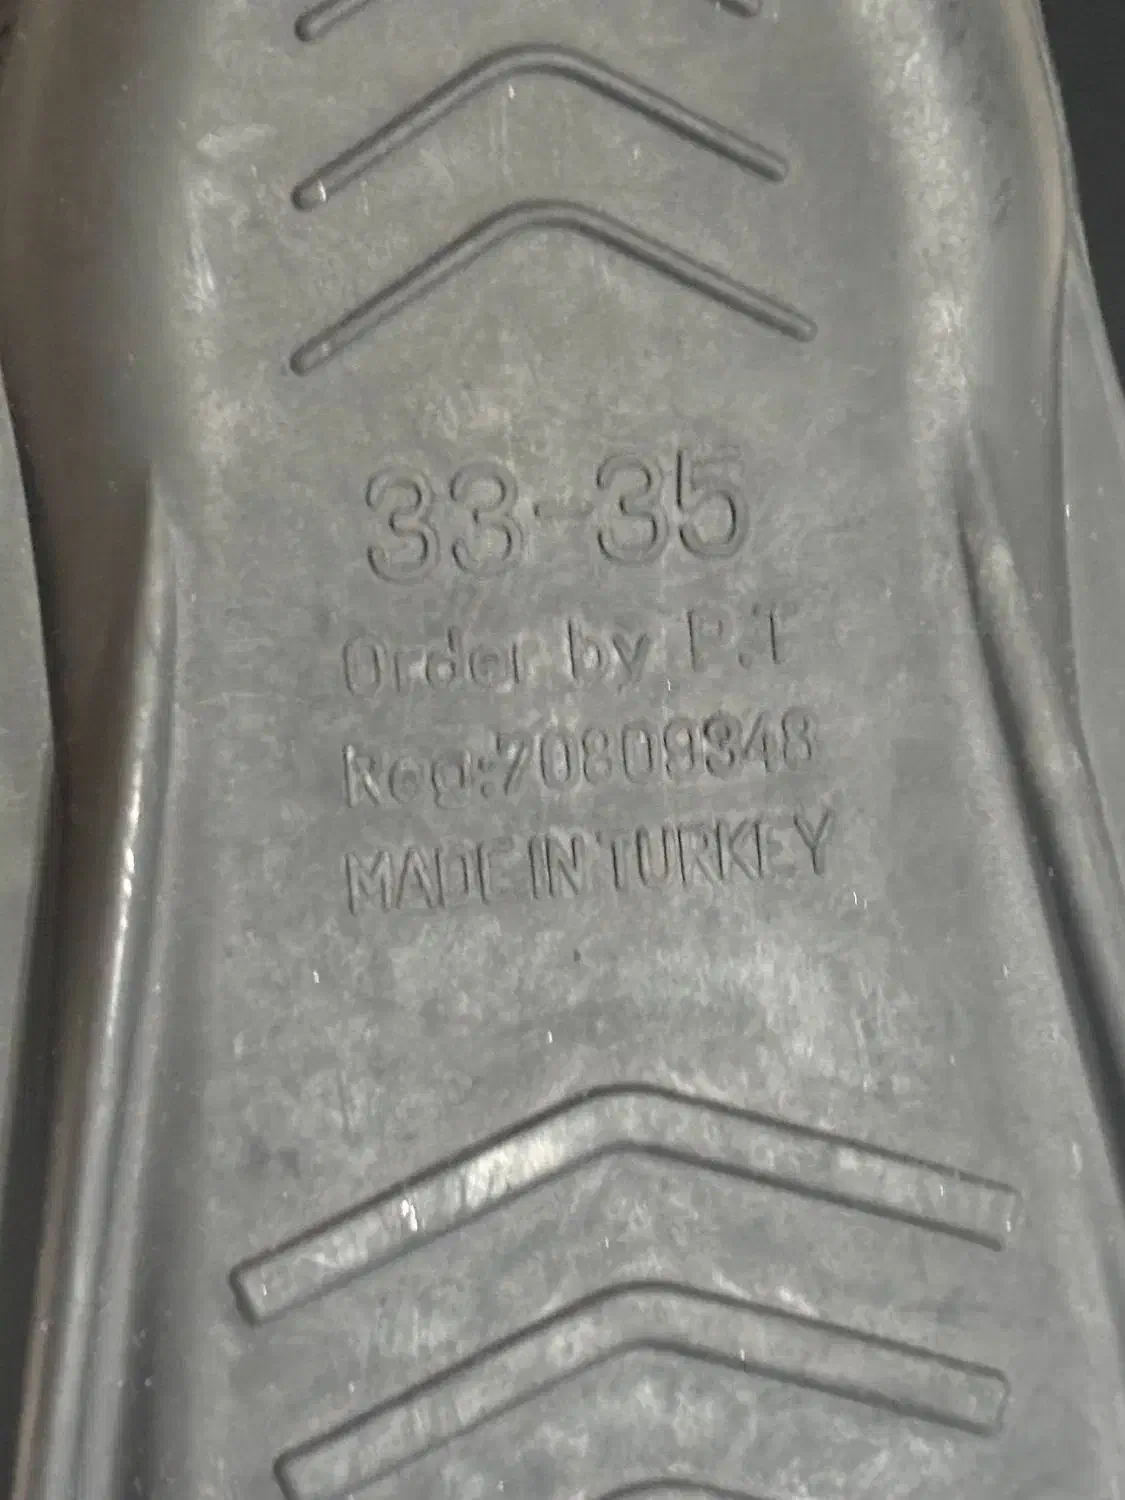 33-35
Order by P.T
Reg:70809348
MADE IN TURKEY